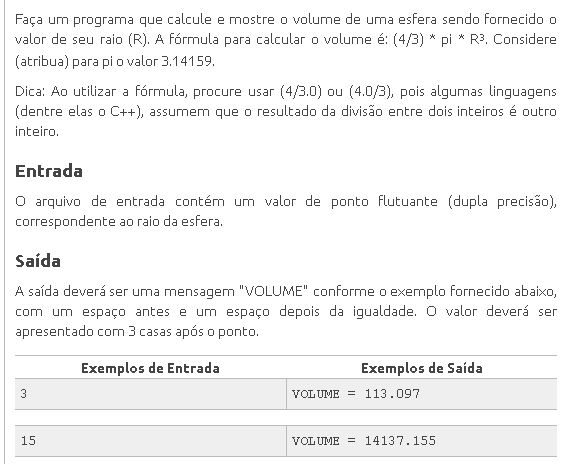 Faça um programa que calcule e mostre o volume de uma esfera sendo fornecido o
valor de seu raio (R). A fórmula para calcular o volume é: (4/3) * pi * R³. Considere
(atribua) para pi o valor 3.14159.
Dica: Ao utilizar a fórmula, procure usar (4/3.0) ou (4.0/3), pois algumas linguagens
(dentre elas o C++), assumem que o resultado da divisão entre dois inteiros é outro
inteiro.
Entrada
O arquivo de entrada contém um valor de ponto flutuante (dupla precisão),
correspondente ao raio da esfera.
Saída
A saída deverá ser uma mensagem "VOLUME" conforme o exemplo fornecido abaixo,
com um espaço antes e um espaço depois da igualdade. O valor deverá ser
apresentado com 3 casas após o ponto.
Exemplos de Entrada Exemplos de Saída
3 VOLUME = 113.097
15 VOLUME = 14137.155